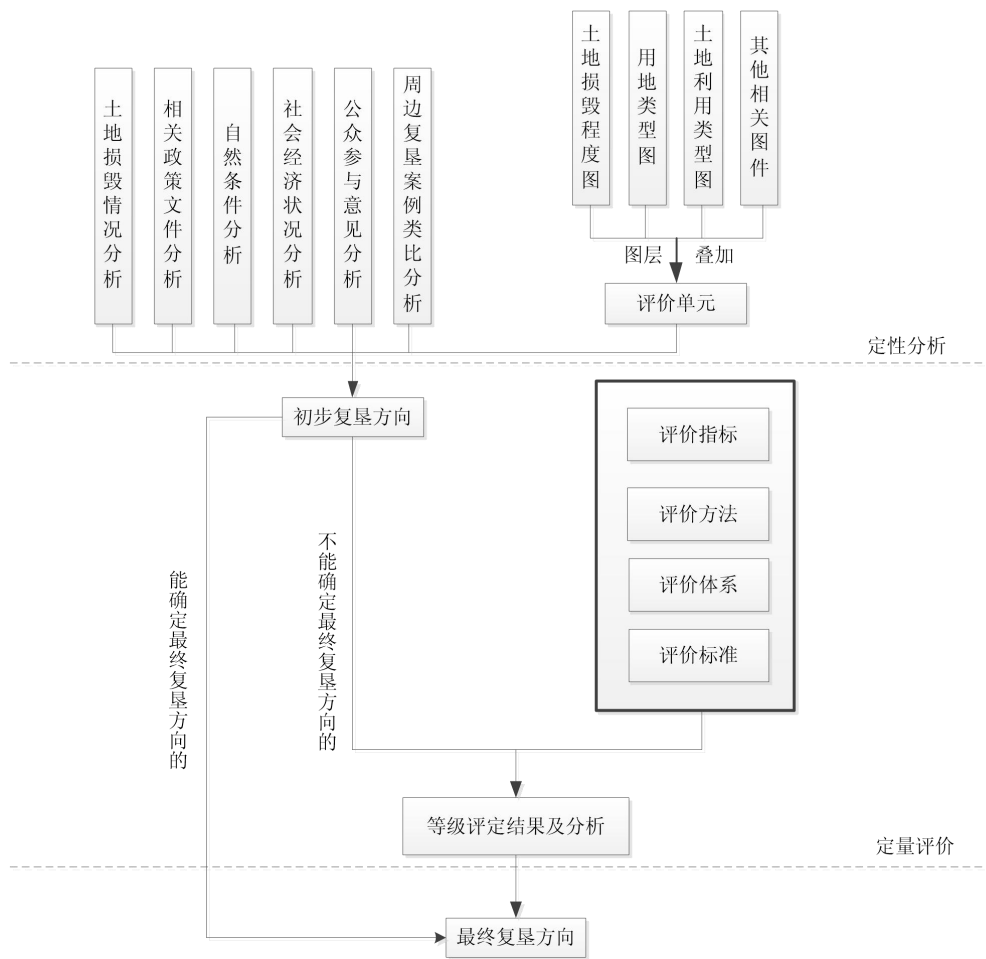 土地损毁情况分析
相关政策文件分析
自然条件分析
社会经济状况分析
公众参与意见分析
周边复垦案例类比分析
土地损毁程度图
用地类型图
土地利用类型图
其他相关图件
图层 叠加
评价单元
定性分析
初步复垦方向
评价指标
评价方法
评价体系
评价标准
能确定最终复垦方向的
不能确定最终复垦方向的
等级评定结果及分析
定量评价
最终复垦方向